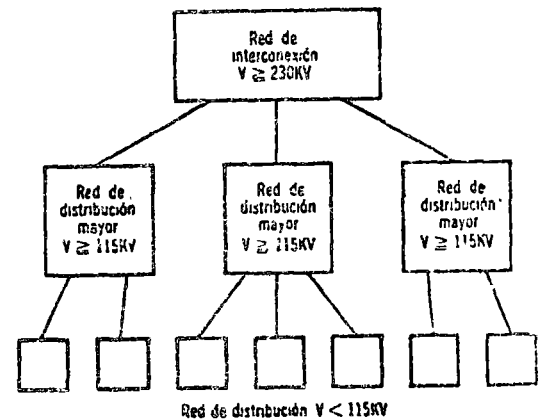 Red de
interconexión
V ≧ 230KV
Red de
distribución
mayor
V ≧ 115KV
Red de
distribución
mayor
V ≧ 115KV
Red de
distribución
mayor
V ≧ 115KV
Red de distribución V < 115KV